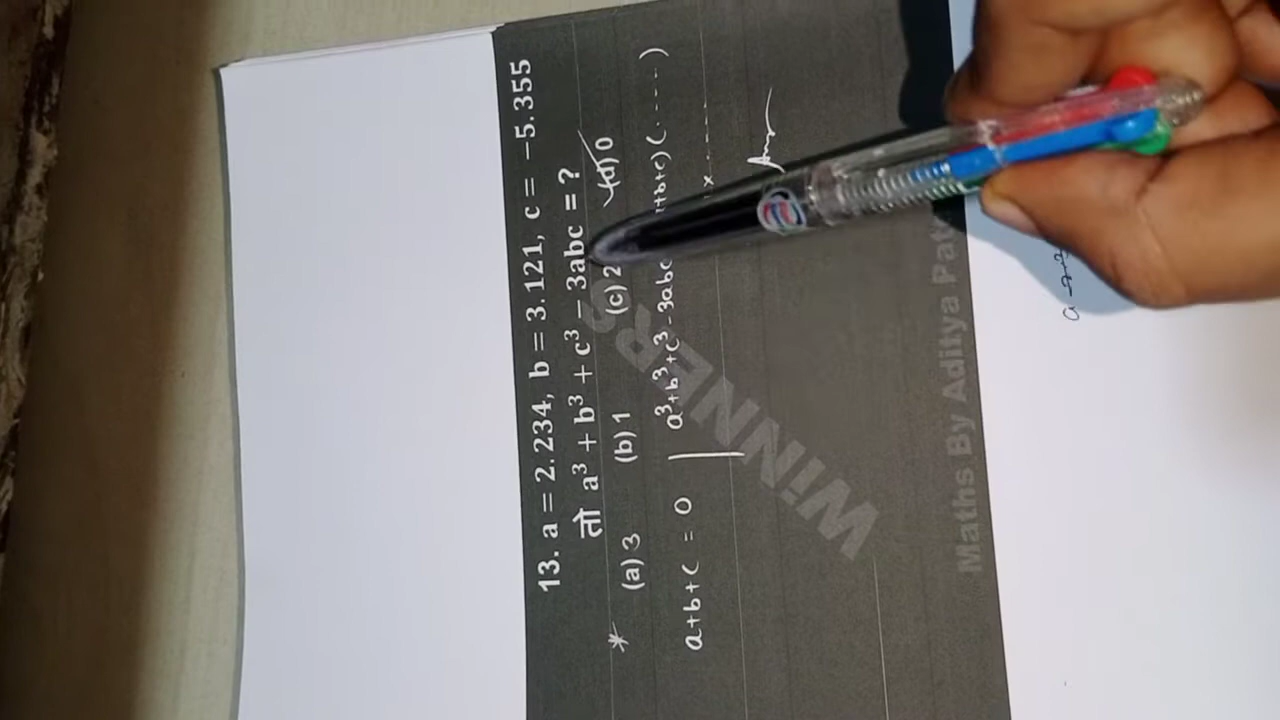 13. a = 2.234, b = 3.121, c = −5.355
तो a³ + b³ + c³ − 3abc = ?
* (a) 3 (b) 1 (c) 2 (d) 0
a+b+c = 0 | a³+b³+c³-3abc +b+c) (.....)
x.......
Ans
WINNERS
Maths By Aditya